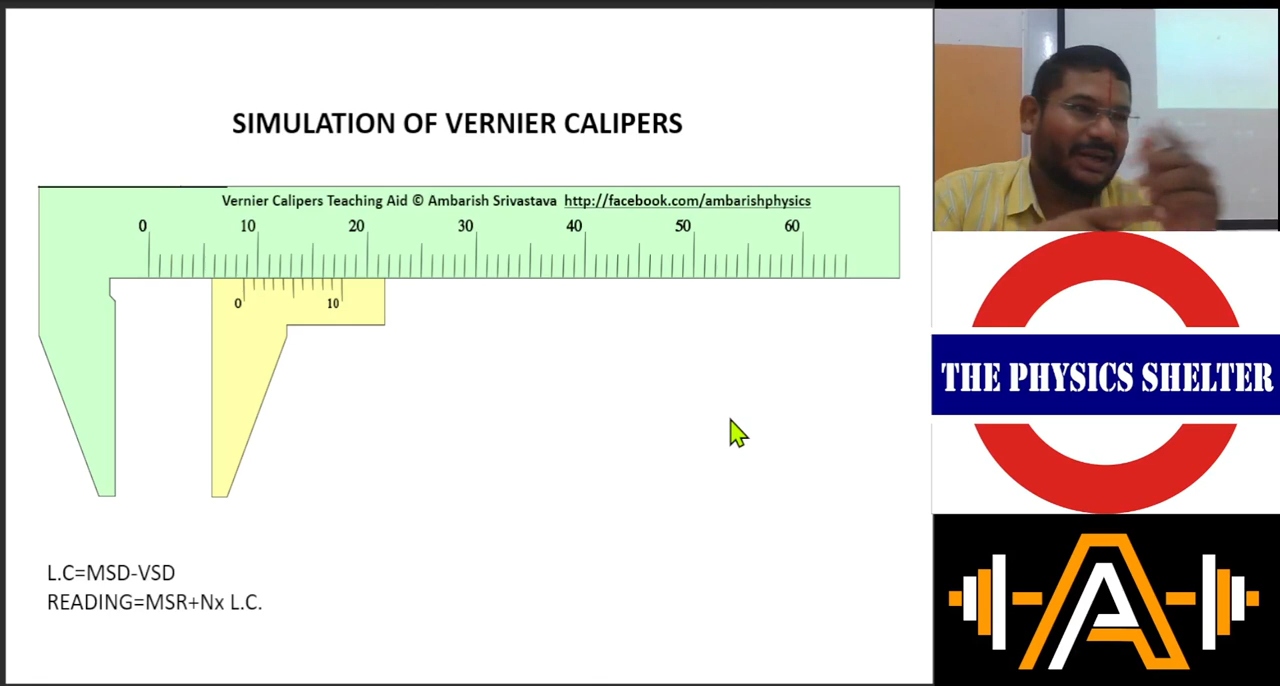 SIMULATION OF VERNIER CALIPERS
Vernier Calipers Teaching Aid © Ambarish Srivastava http://facebook.com/ambarishphysics
0 10 20 30 40 50 60
0 10
L.C=MSD-VSD
READING=MSR+Nx L.C.
THE PHYSICS SHELTER
A